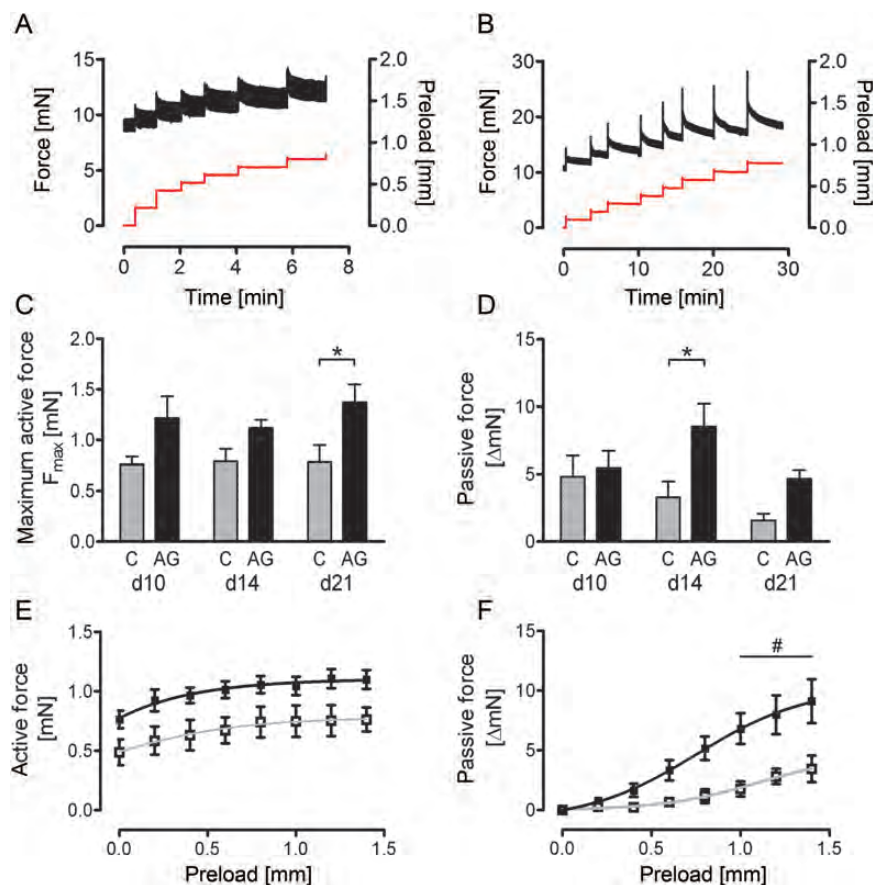 A
Force [mN]
15
10
5
0
2.0
1.5
1.0
0.5
0.0
Preload [mm]
0 2 4 6 8
Time [min]
B
Force [mN]
30
20
10
0
2.0
1.5
1.0
0.5
0.0
Preload [mm]
0 10 20 30
Time [min]
C
Maximum active force
Fmax [mN]
2.0
1.5
1.0
0.5
0.0
*
C AG C AG C AG
d10 d14 d21
D
Passive force
[ΔmN]
15
10
5
0
*
C AG C AG C AG
d10 d14 d21
E
Active force
[mN]
1.5
1.0
0.5
0.0
0.0 0.5 1.0 1.5
Preload [mm]
F
Passive force
[ΔmN]
15
10
5
0
#
0.0 0.5 1.0 1.5
Preload [mm]